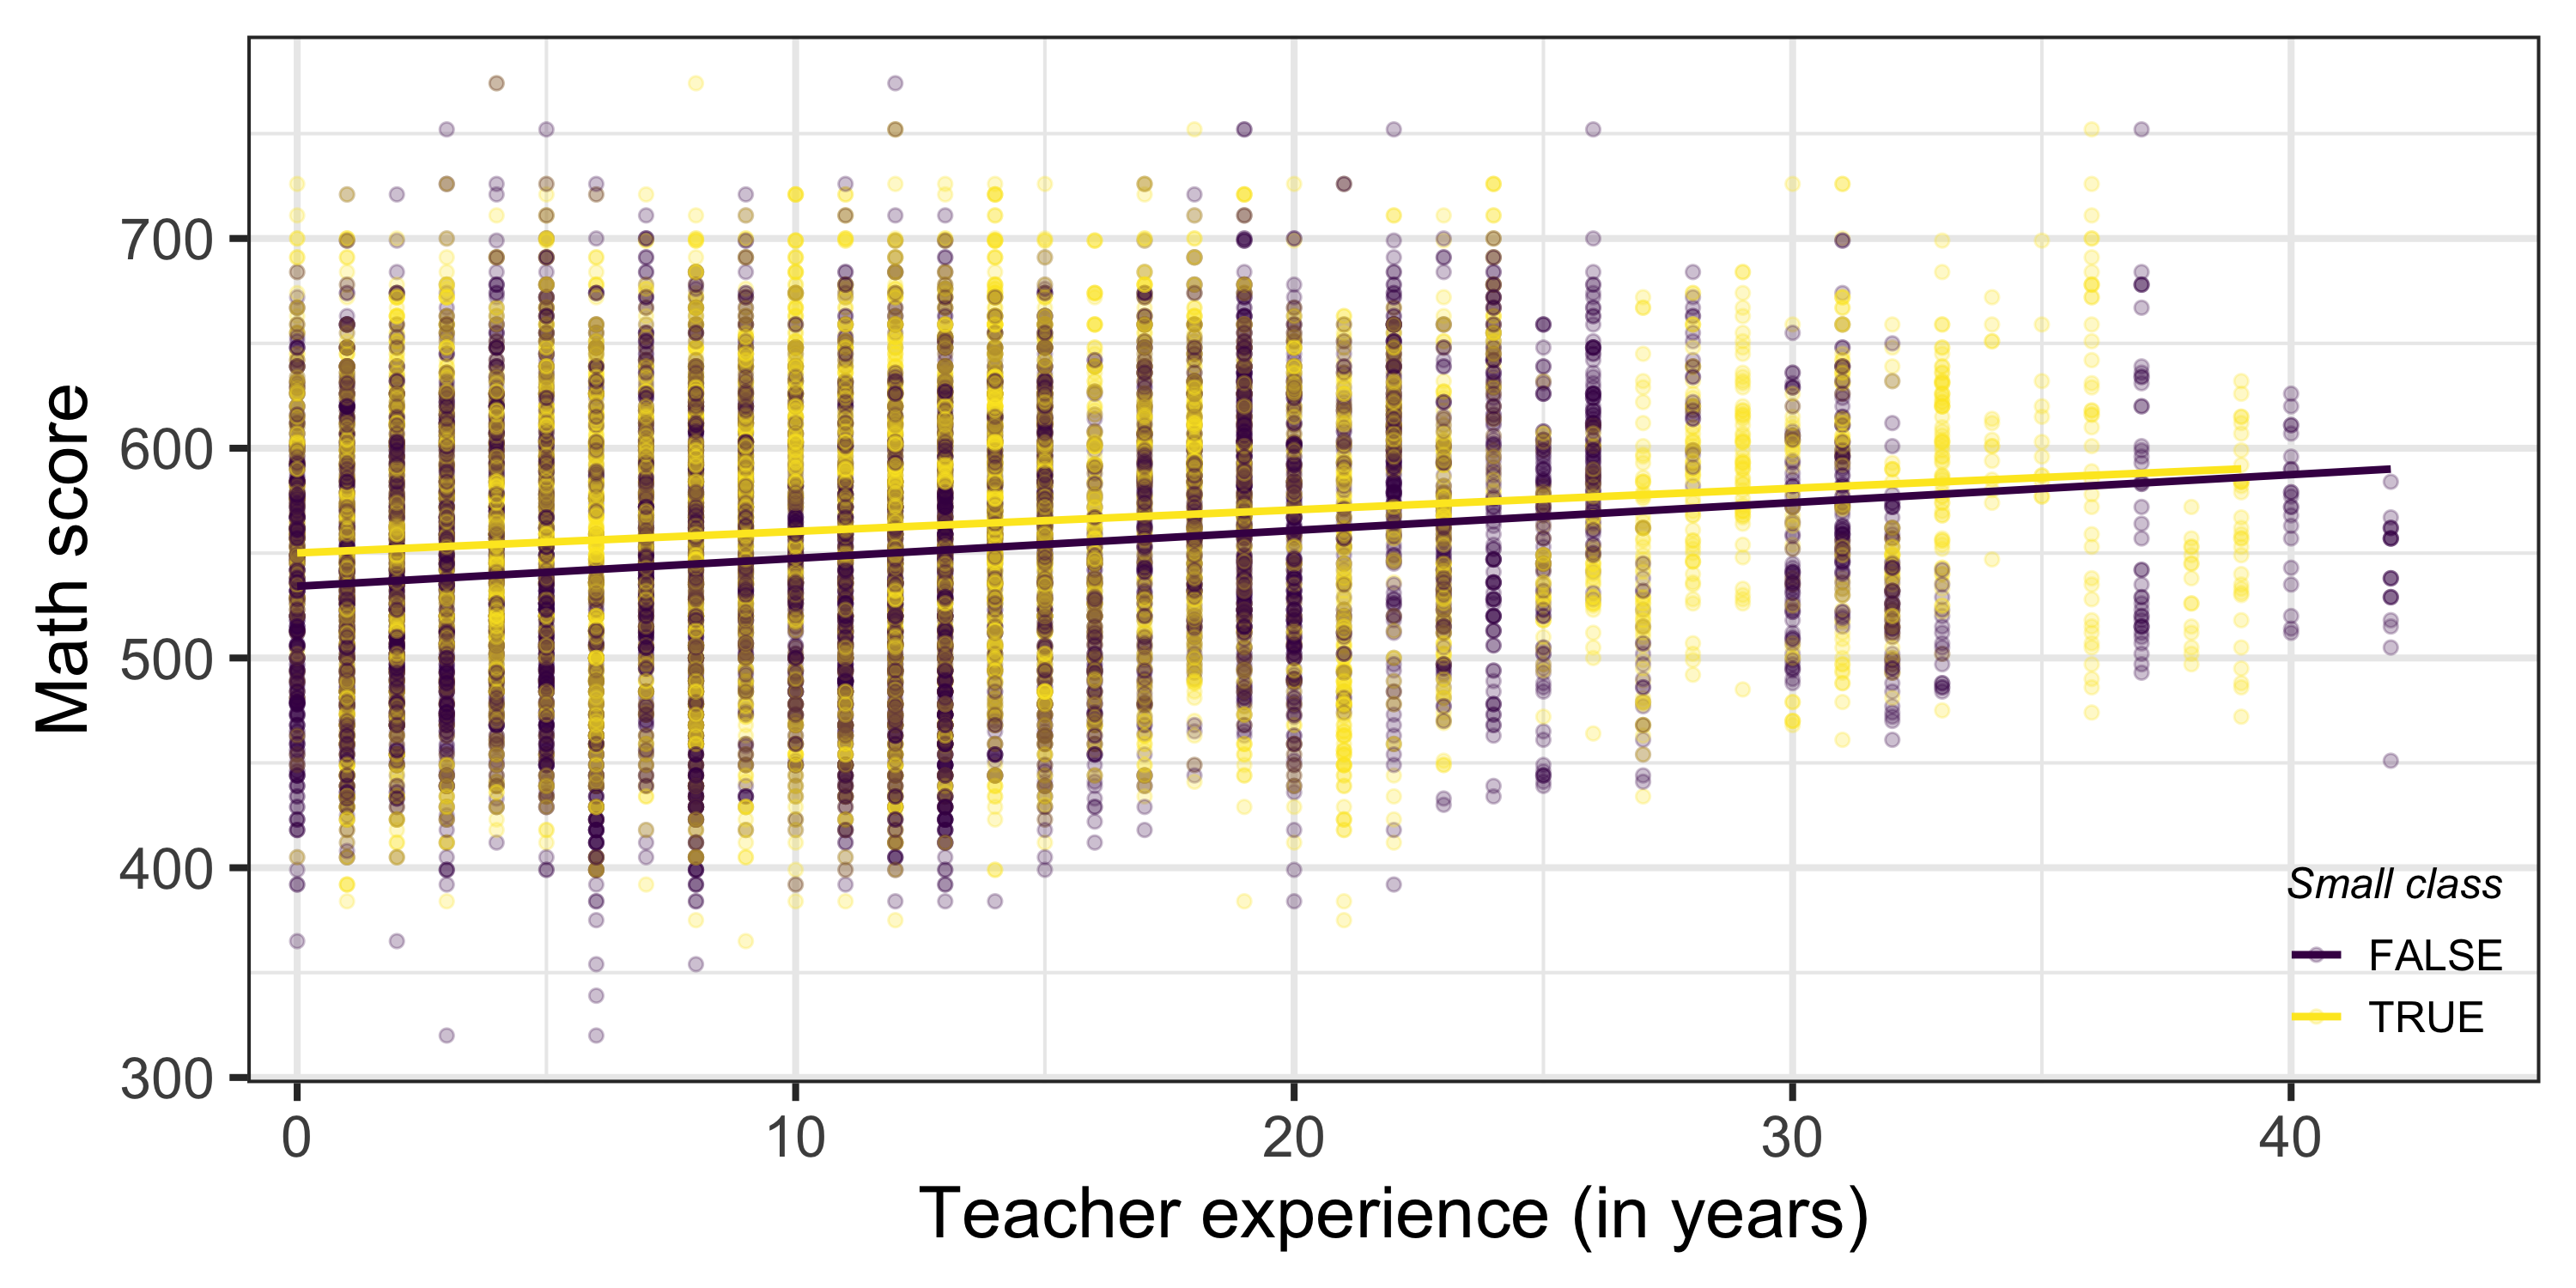 Math score
700
600
500
400
300
0 10 20 30 40
Teacher experience (in years)
Small class
FALSE
TRUE